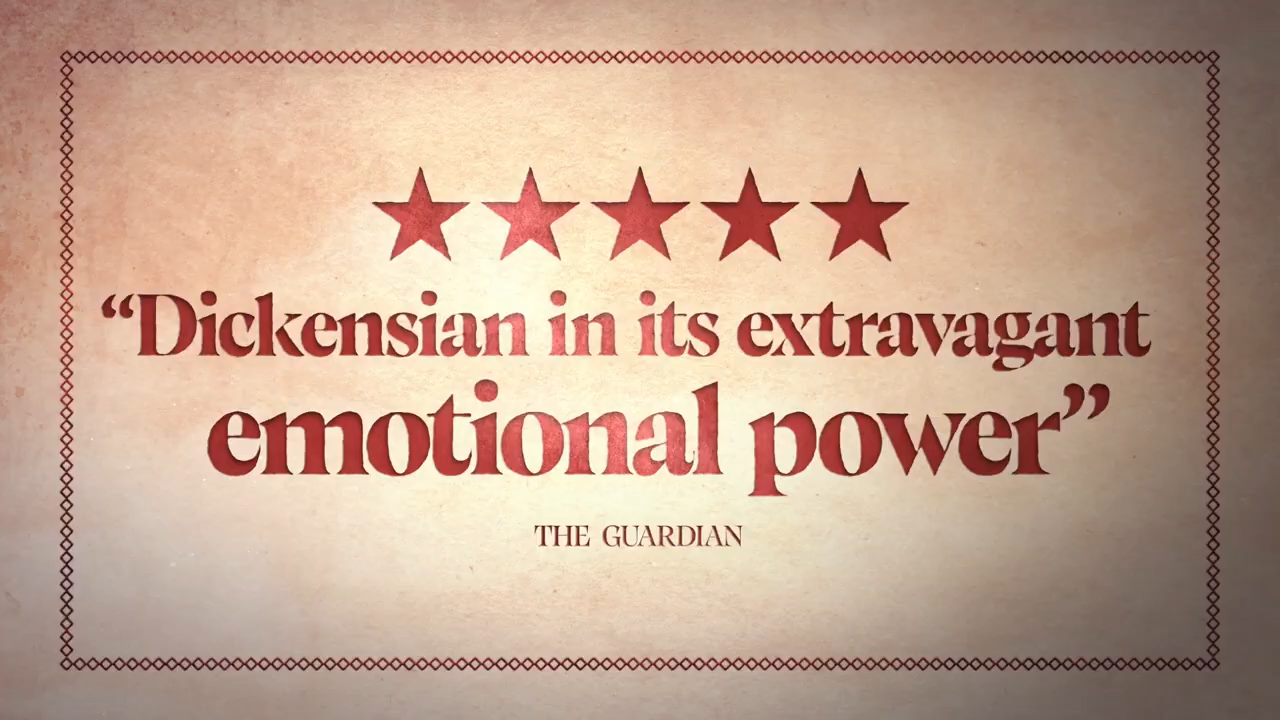 “Dickensian in its extravagant
emotional power”
THE GUARDIAN